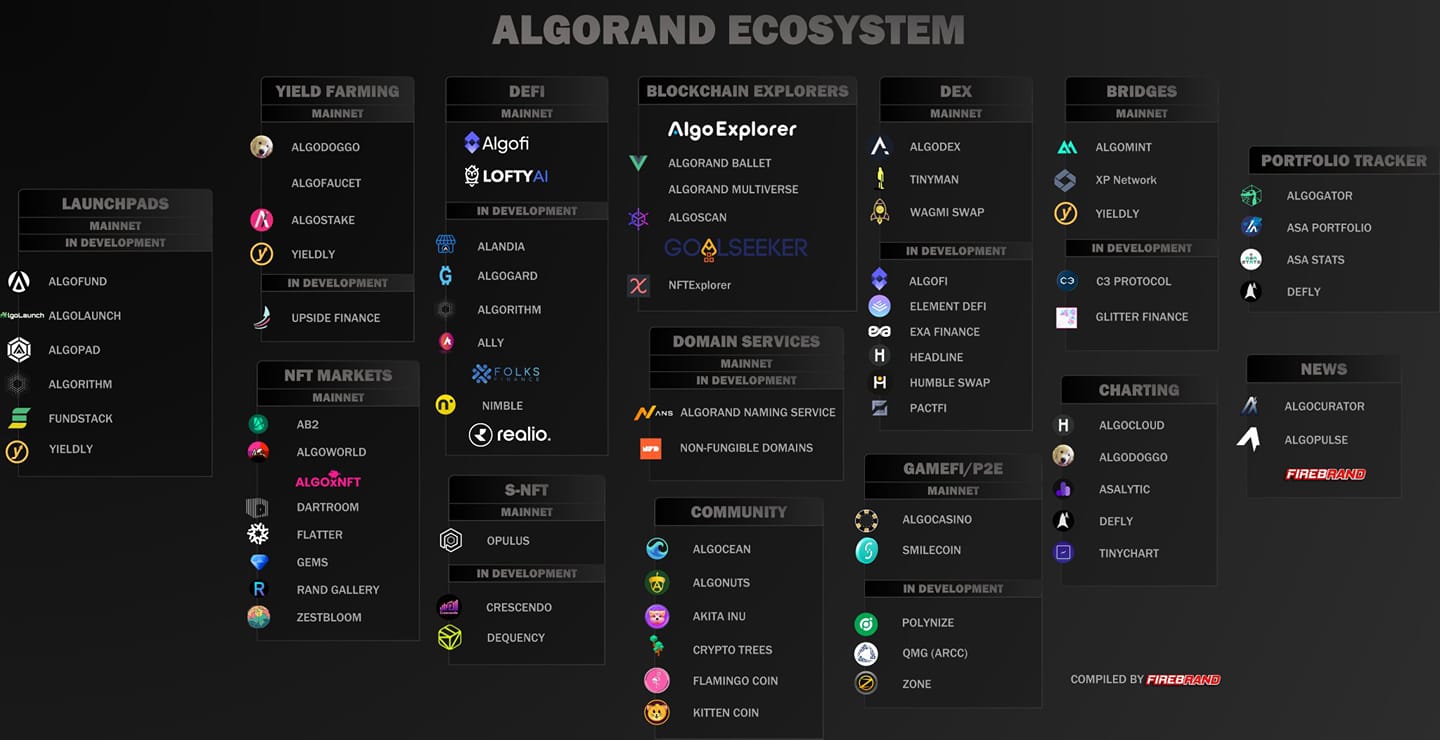 ALGORAND ECOSYSTEM
LAUNCHPADS
MAINNET
IN DEVELOPMENT
ALGOFUND
AlgoLaunch ALGOLAUNCH
ALGOPAD
ALGORITHM
FUNDSTACK
YIELDLY
YIELD FARMING
MAINNET
ALGODOGGO
ALGOFAUCET
ALGOSTAKE
YIELDLY
IN DEVELOPMENT
UPSIDE FINANCE
NFT MARKETS
MAINNET
AB2
ALGOWORLD
ALGOxNFT
DARTROOM
FLATTER
GEMS
RAND GALLERY
ZESTBLOOM
DEFI
MAINNET
Algofi
LOFTYAI
IN DEVELOPMENT
ALANDIA
ALGOGARD
ALGORITHM
ALLY
FOLKS
FINANCE
NIMBLE
realio.
S-NFT
MAINNET
OPULUS
IN DEVELOPMENT
CRESCENDO
DEQUENCY
BLOCKCHAIN EXPLORERS
AlgoExplorer
ALGORAND BALLET
ALGORAND MULTIVERSE
ALGOSCAN
GOALSEEKER
NFTExplorer
DOMAIN SERVICES
MAINNET
IN DEVELOPMENT
ANS ALGORAND NAMING SERVICE
NFD NON-FUNGIBLE DOMAINS
COMMUNITY
ALGOCEAN
ALGONUTS
AKITA INU
CRYPTO TREES
FLAMINGO COIN
KITTEN COIN
DEX
MAINNET
ALGODEX
TINYMAN
WAGMI SWAP
IN DEVELOPMENT
ALGOFI
ELEMENT DEFI
exa EXA FINANCE
H HEADLINE
HUMBLE SWAP
PACTFI
GAMEFI/P2E
MAINNET
ALGOCASINO
SMILECOIN
IN DEVELOPMENT
POLYNIZE
QMG (ARCC)
ZONE
BRIDGES
MAINNET
ALGOMINT
XP Network
YIELDLY
IN DEVELOPMENT
C3 C3 PROTOCOL
GLITTER FINANCE
CHARTING
H ALGOCLOUD
ALGODOGGO
ASALYTIC
DEFLY
TINYCHART
PORTFOLIO TRACKER
ALGOGATOR
ASA PORTFOLIO
ASA STATS ASA STATS
DEFLY
NEWS
ALGOCURATOR
ALGOPULSE
FIREBRAND
COMPILED BY FIREBRAND